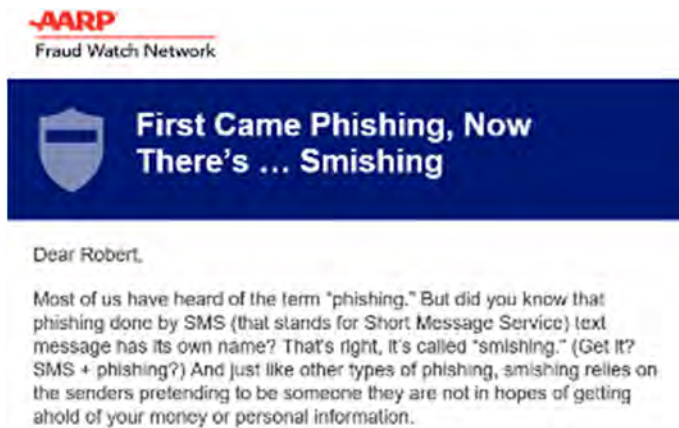 AARP
Fraud Watch Network
First Came Phishing, Now
There's ... Smishing
Dear Robert,
Most of us have heard of the term "phishing." But did you know that
phishing done by SMS (that stands for Short Message Service) text
message has its own name? That's right, it's called "smishing." (Get it?
SMS + phishing?) And just like other types of phishing, smishing relies on
the senders pretending to be someone they are not in hopes of getting
ahold of your money or personal information.